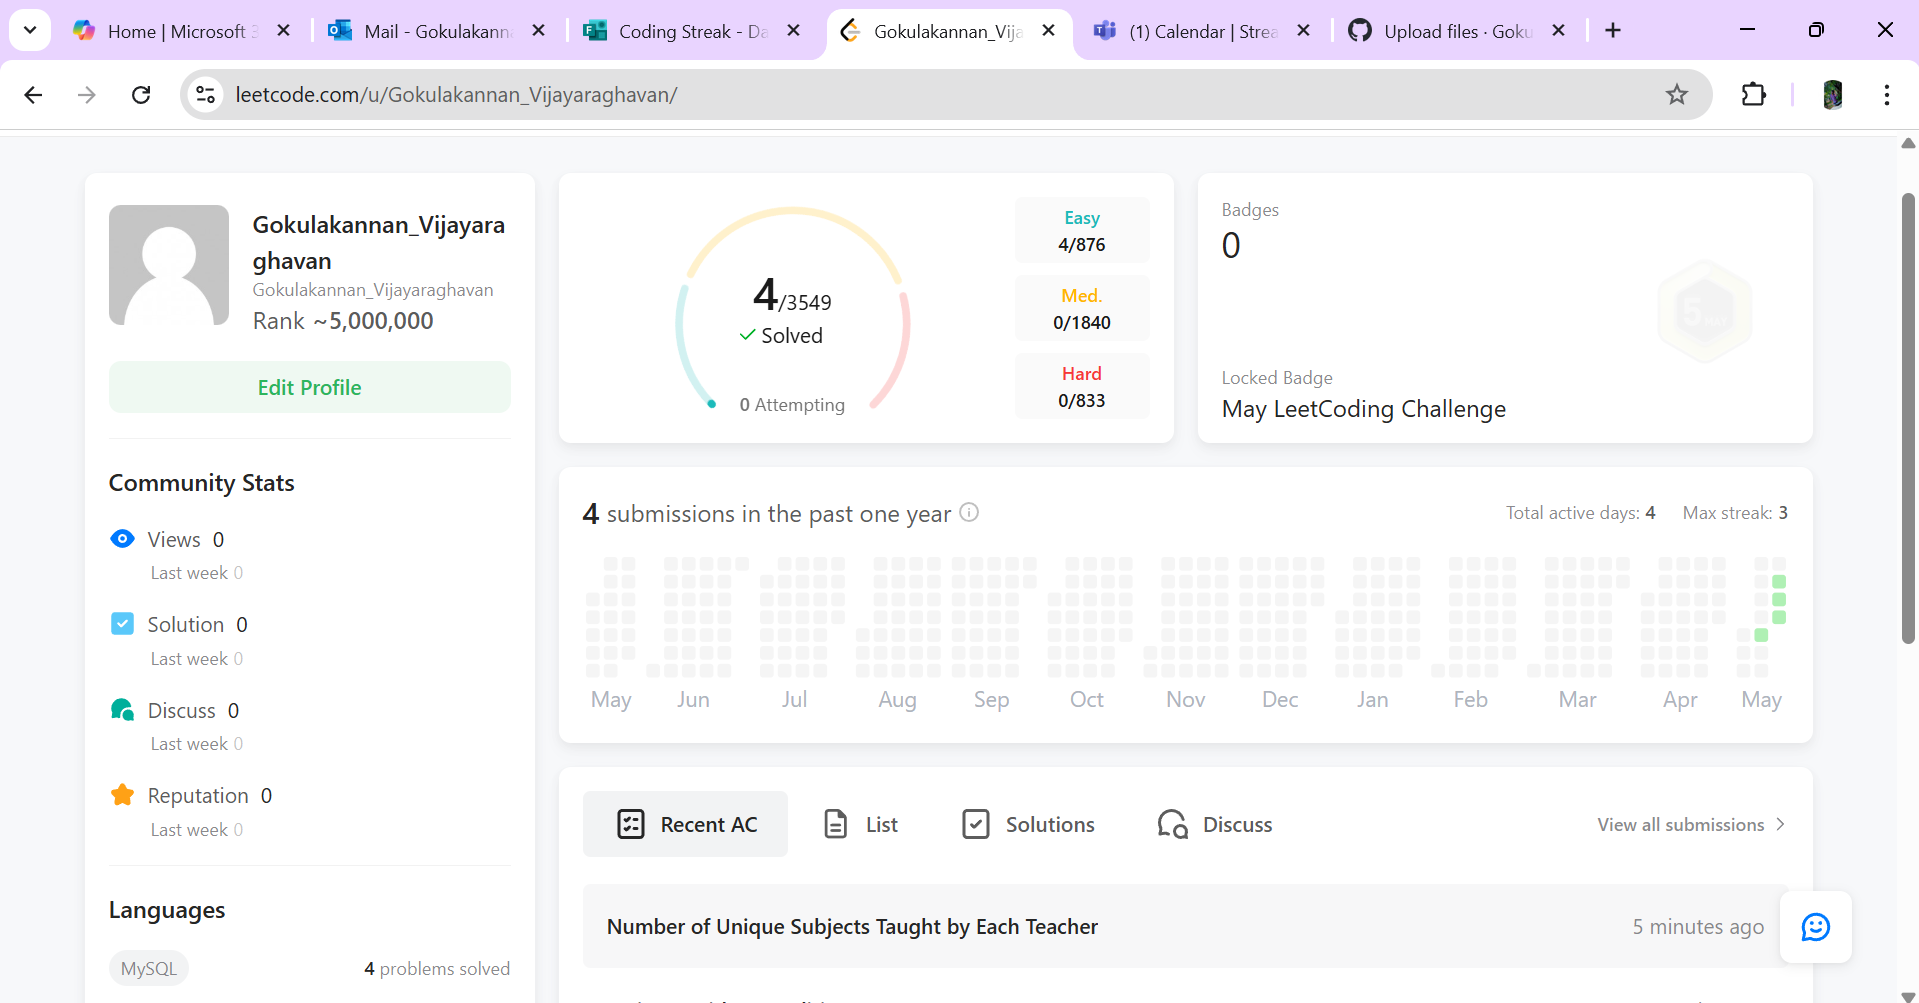 Home | Microsoft 3
Mail - Gokulakann
Coding Streak - Da
Gokulakannan_Vija
(1) Calendar | Strea
Upload files · Goku
leetcode.com/u/Gokulakannan_Vijayaraghavan/
Gokulakannan_Vijayara
ghavan
Gokulakannan_Vijayaraghavan
Rank ~5,000,000
Edit Profile
Community Stats
Views 0
Last week 0
Solution 0
Last week 0
Discuss 0
Last week 0
Reputation 0
Last week 0
Languages
MySQL 4 problems solved
4/3549
Solved
0 Attempting
Easy
4/876
Med.
0/1840
Hard
0/833
Badges
0
Locked Badge
May LeetCoding Challenge
4 submissions in the past one year
Total active days: 4 Max streak: 3
May Jun Jul Aug Sep Oct Nov Dec Jan Feb Mar Apr May
Recent AC List Solutions Discuss View all submissions
Number of Unique Subjects Taught by Each Teacher 5 minutes ago